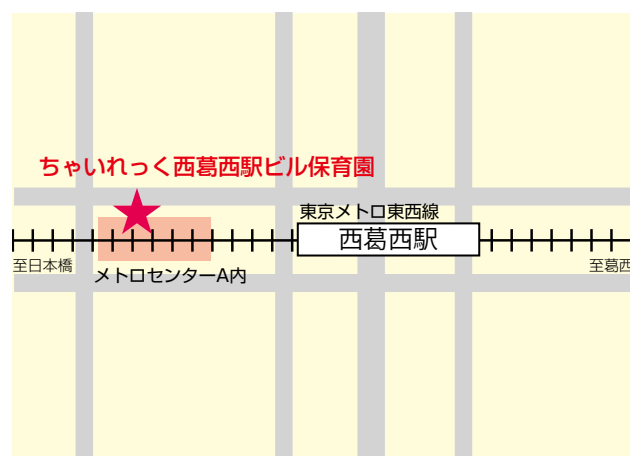 ちゃいれっく西葛西駅ビル保育園
東京メトロ東西線
西葛西駅
至日本橋
メトロセンターA内
至葛西